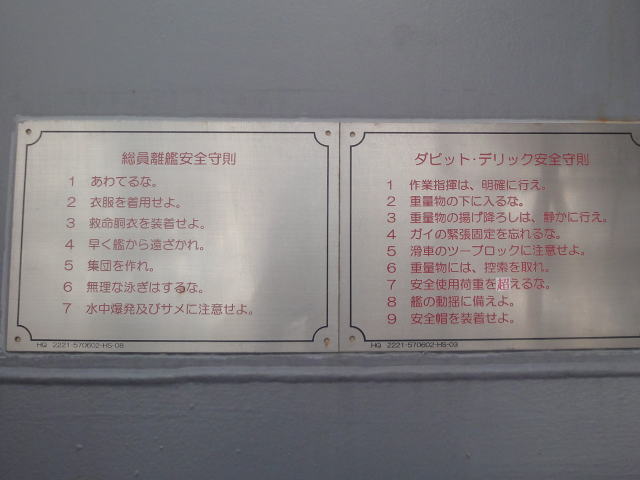 総員離艦安全守則
1 あわてるな。
2 衣服を着用せよ。
3 救命胴衣を装着せよ。
4 早く艦から遠ざかれ。
5 集団を作れ。
6 無理な泳ぎはするな。
7 水中爆発及びサメに注意せよ。
HQ 2221-570602-HS-08
ダビット・デリック安全守則
1 作業指揮は、明確に行え。
2 重量物の下に入るな。
3 重量物の揚げ降ろしは、静かに行え。
4 ガイの緊張固定を忘れるな。
5 滑車のツーブロックに注意せよ。
6 重量物には、控索を取れ。
7 安全使用荷重を超えるな。
8 艦の動揺に備えよ。
9 安全帽を装着せよ。
HQ 2221-570602-HS-03